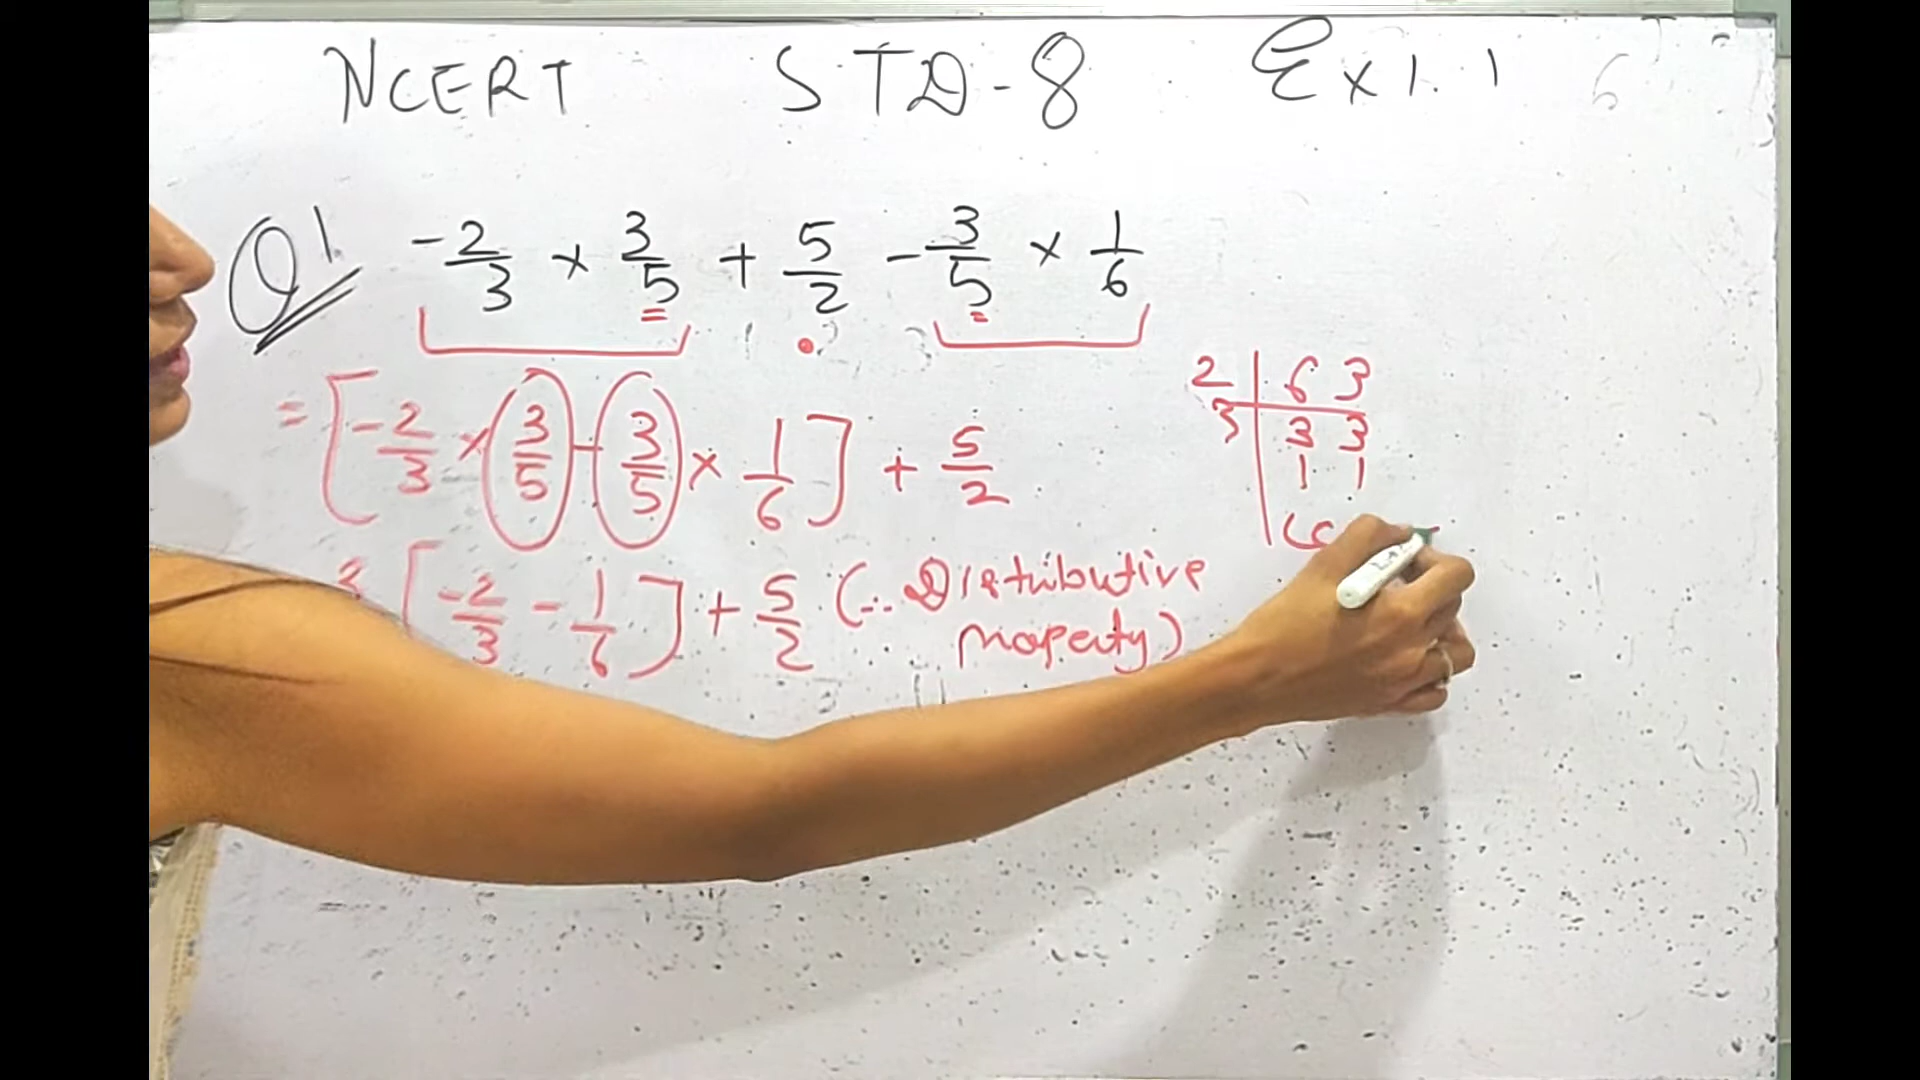 NCERT STD-8 Ex 1.1
Q1. -2/3 × 3/5 + 5/2 - 3/5 × 1/6
= [-2/3 × 3/5 - 3/5 × 1/6] + 5/2
3 [-2/3 - 1/6] + 5/2 (∴ Distributive
property)
2 | 6 3
3 | 3 3
1 1